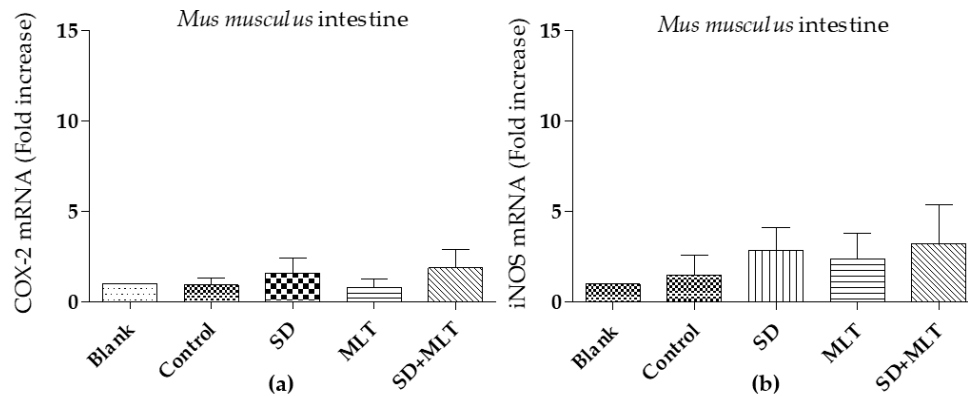 Mus musculus intestine
COX-2 mRNA (Fold increase)
15
10
5
0
Blank
Control
SD
MLT
SD+MLT
(a)
Mus musculus intestine
iNOS mRNA (Fold increase)
15
10
5
0
Blank
Control
SD
MLT
SD+MLT
(b)